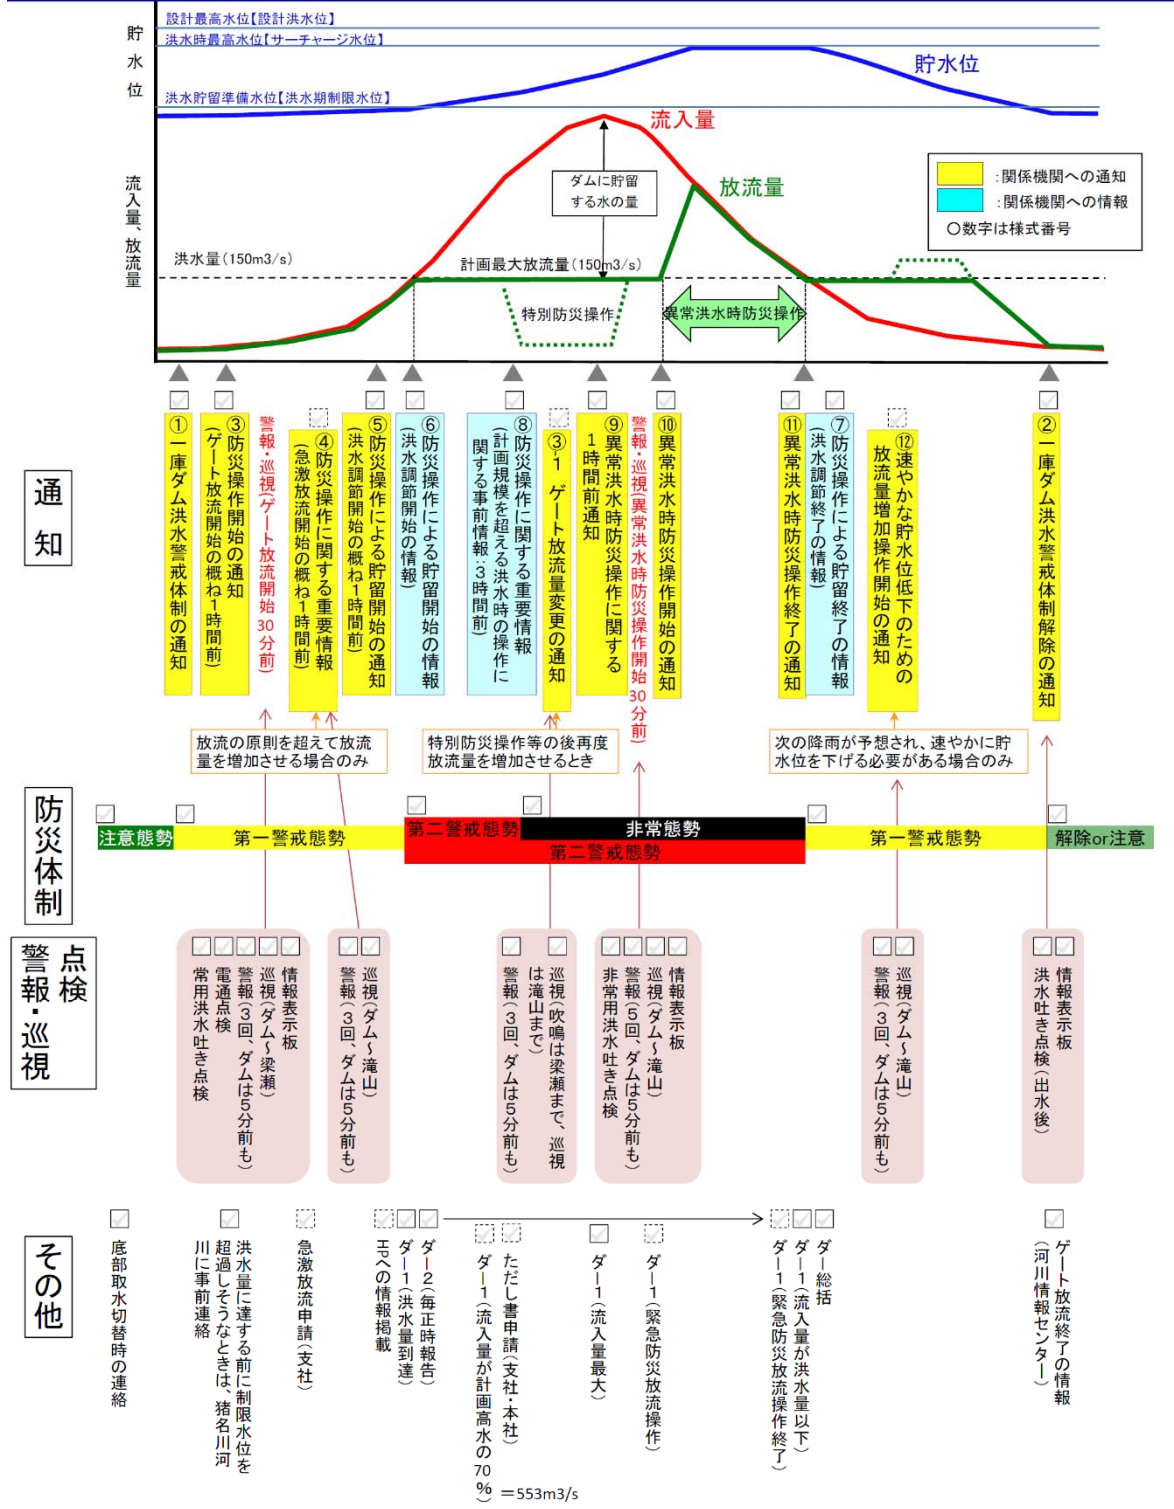 設計最高水位【設計洪水位】
洪水時最高水位【サーチャージ水位】
貯水位
貯水位
洪水貯留準備水位【洪水期制限水位】
流入量
ダムに貯留
する水の量
放流量
:関係機関への通知
:関係機関への情報
〇数字は様式番号
流入量、放流量
洪水量(150m3/s)
計画最大放流量(150m3/s)
特別防災操作
異常洪水時防災操作
通知
①一庫ダム洪水警戒体制の通知
③防災操作開始の通知
(ゲート放流開始の概ね1時間前)
警報・巡視(ゲート放流開始30分前)
④防災操作に関する重要情報
(急激放流開始の概ね1時間前)
⑤防災操作による貯留開始の通知
(洪水調節開始の概ね1時間前)
⑥防災操作による貯留開始の情報
(洪水調節開始の情報)
⑧防災操作に関する重要情報
(計画規模を超える洪水時の操作に
関する事前情報:3時間前)
③'1 ゲート放流量変更の通知
⑨異常洪水時防災操作に関する
1時間前通知
警報・巡視(異常洪水時防災操作開始30分前)
⑩異常洪水時防災操作開始の通知
⑪異常洪水時防災操作終了の通知
⑦防災操作による貯留終了の情報
(洪水調節終了の情報)
⑫速やかな貯水位低下のための
放流量増加操作開始の通知
②一庫ダム洪水警戒体制解除の通知
放流の原則を超えて放流
量を増加させる場合のみ
特別防災操作等の後再度
放流量を増加させるとき
次の降雨が予想され、速やかに貯
水位を下げる必要がある場合のみ
防災体制
注意態勢
第一警戒態勢
第二警戒態勢
非常態勢
第二警戒態勢
第一警戒態勢
解除or注意
点検
警報・巡視
情報表示板
巡視(ダム～梁瀬)
警報(3回、ダムは5分前も)
電通点検
常用洪水吐き点検
巡視(ダム～滝山)
警報(3回、ダムは5分前も)
巡視(吹鳴は梁瀬まで、巡視
は滝山まで)
警報(3回、ダムは5分前も)
情報表示板
巡視(ダム～滝山)
警報(5回、ダムは5分前も)
非常用洪水吐き点検
巡視(ダム～滝山)
警報(3回、ダムは5分前も)
情報表示板
洪水吐き点検(出水後)
その他
底部取水切替時の連絡
洪水量に達する前に制限水位を
超過しそうなときは、猪名川河
川に事前連絡
急激放流申請(支社)
HPへの情報掲載
ダー1(洪水量到達)
ダー2(毎正時報告)
ダー1(流入量が計画高水の70%) =553m3/s
ただし書申請(支社・本社)
ダー1(流入量最大)
ダー1(緊急防災放流操作)
ダー1(緊急防災放流操作終了)
ダー1(流入量が洪水量以下)
ダー総括
ゲート放流終了の情報
(河川情報センター)